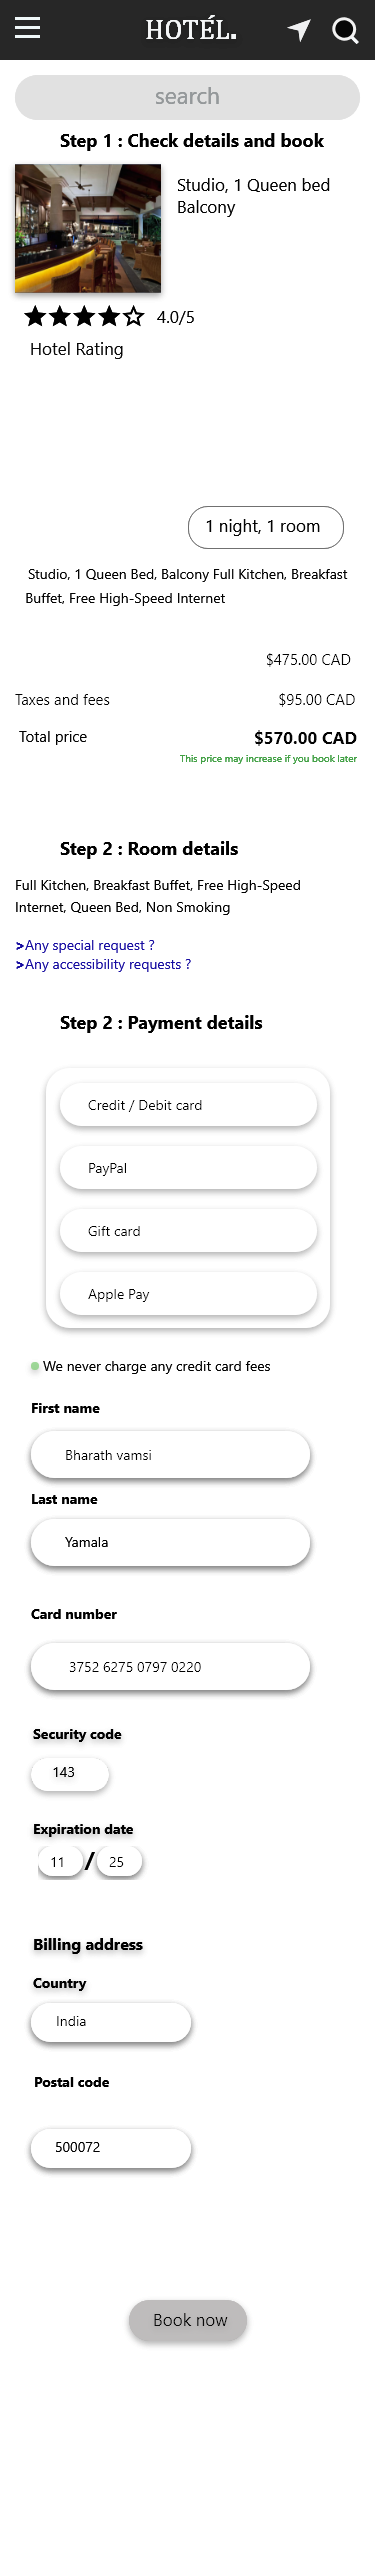 HOTÉL.
search
Step 1 : Check details and book
Studio, 1 Queen bed
Balcony
4.0/5
Hotel Rating
1 night, 1 room
Studio, 1 Queen Bed, Balcony Full Kitchen, Breakfast
Buffet, Free High-Speed Internet
$475.00 CAD
Taxes and fees $95.00 CAD
Total price $570.00 CAD
This price may increase if you book later
Step 2 : Room details
Full Kitchen, Breakfast Buffet, Free High-Speed
Internet, Queen Bed, Non Smoking
>Any special request ?
>Any accessibility requests ?
Step 2 : Payment details
Credit / Debit card
PayPal
Gift card
Apple Pay
We never charge any credit card fees
First name
Bharath vamsi
Last name
Yamala
Card number
3752 6275 0797 0220
Security code
143
Expiration date
11 / 25
Billing address
Country
India
Postal code
500072
Book now